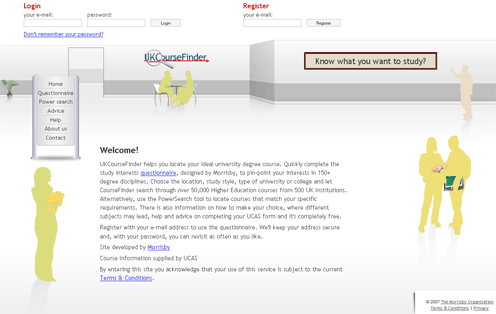 Login
Register
your e-mail:
password:
your e-mail:
Login
Register
Don't remember your password?
UKCourseFinder
Know what you want to study?
Home
Questionnaire
Power search
Advice
Help
About us
Contact
Welcome!
UKCourseFinder helps you locate your ideal university degree course. Quickly complete the
study interests questionnaire, designed by Morrisby, to pin-point your interests in 150+
degree disciplines. Choose the location, study style, type of university or college and let
CourseFinder search through over 50,000 Higher Education courses from 500 UK Institutions.
Alternatively, use the PowerSearch tool to locate courses that match your specific
requirements. There is also information on how to make your choice, where different
subjects may lead, help and advice on completing your UCAS form and it's completely free.
Register with your e-mail address to use the questionnaire. We'll keep your address secure
and, with your password, you can revisit as often as you like.
Site developed by Morrisby
Course information supplied by UCAS
By entering this site you acknowledge that your use of this service is subject to the current
Terms & Conditions.
© 2007 The Morrisby Organisation
Terms & Conditions | Privacy